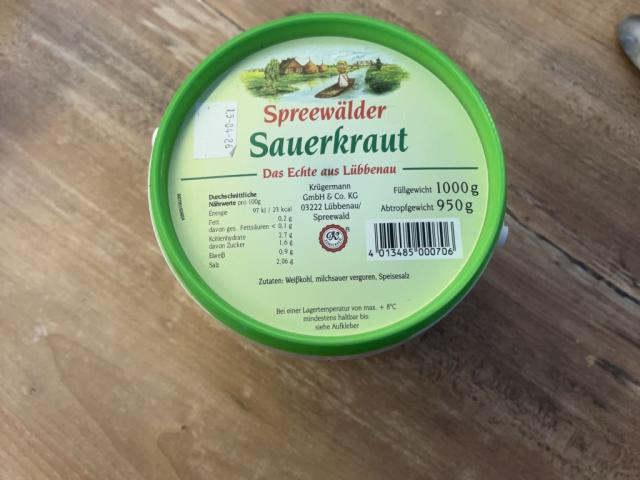 15-04-26
Spreewälder
Sauerkraut
Das Echte aus Lübbenau
Durchschnittliche
Nährwerte pro 100g
Energie 97 kJ / 23 kcal
Fett 0,2 g
davon ges. Fettsäuren < 0,1 g
Kohlenhydrate 2,7 g
davon Zucker 1,6 g
Eiweiß 0,9 g
Salz 2,06 g
Krügermann
GmbH & Co. KG
03222 Lübbenau/
Spreewald
K
®
Füllgewicht 1000g
Abtropfgewicht 950g
4 013485 000706
Zutaten: Weißkohl, milchsauer vergoren, Speisesalz
Bei einer Lagertemperatur von max. + 8°C
mindestens haltbar bis:
siehe Aufkleber